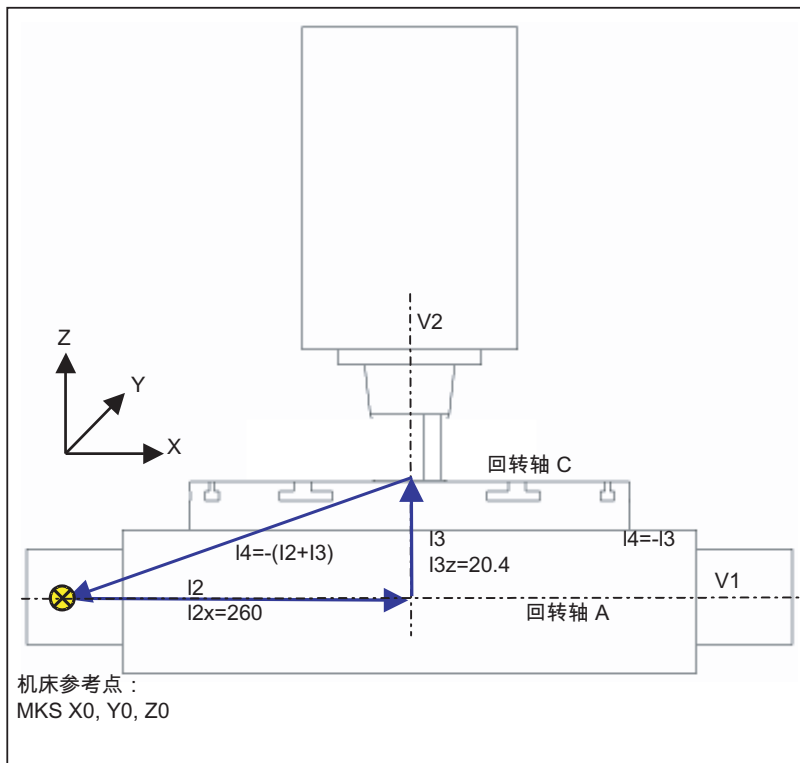 V2
Z
Y
X
回转轴 C
I4=-(I2+I3)
I3
I3z=20.4
I4=-I3
V1
I2
I2x=260
回转轴 A
机床参考点：
MKS X0, Y0, Z0